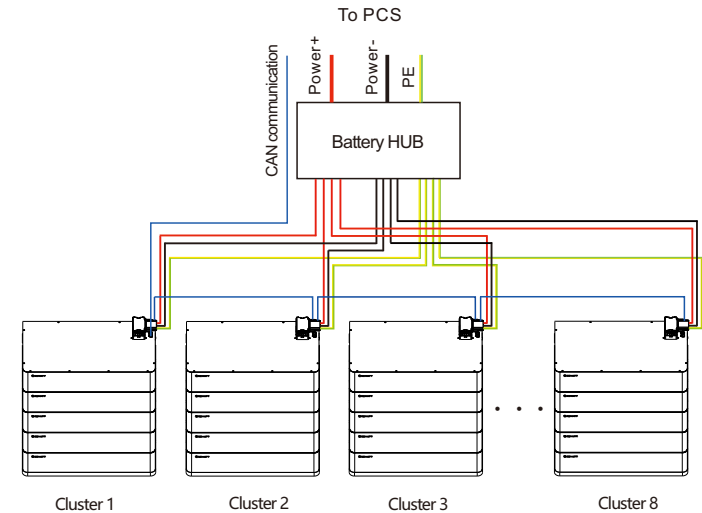 To PCS
CAN communication
Power+
Power-
PE
Battery HUB
Cluster 1
Cluster 2
Cluster 3
. . .
Cluster 8